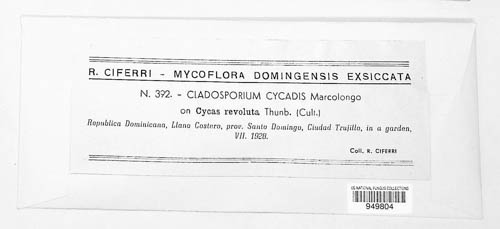 R. CIFERRI - MYCOFLORA DOMINGENSIS EXSICCATA
N. 392. - CLADOSPORIUM CYCADIS Marcolongo
on Cycas revoluta Thunb. (Cult.)
Republica Dominicana, Llano Costero, prov. Santo Domingo, Ciudad Trujillo, in a garden,
VII. 1928.
Coll. R. CIFERRI
US NATIONAL FUNGUS COLLECTIONS
949804